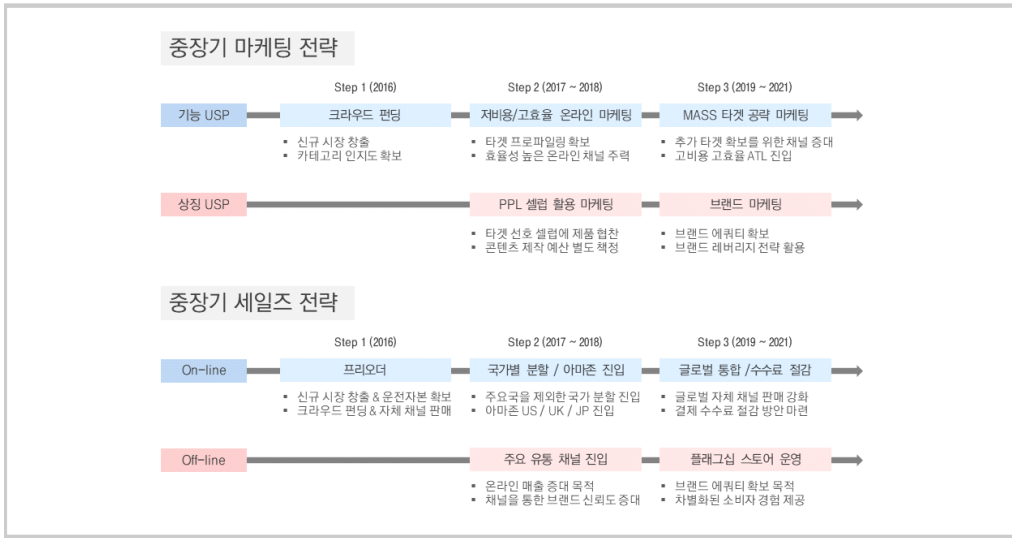 중장기 마케팅 전략
Step 1 (2016)
Step 2 (2017 ~ 2018)
Step 3 (2019 ~ 2021)
기능 USP
크라우드 펀딩
저비용/고효율 온라인 마케팅
MASS 타겟 공략 마케팅
▪ 신규 시장 창출
▪ 카테고리 인지도 확보
▪ 타겟 프로파일링 확보
▪ 효율성 높은 온라인 채널 주력
▪ 추가 타겟 확보를 위한 채널 증대
▪ 고비용 고효율 ATL 진입
상징 USP
PPL 셀럽 활용 마케팅
브랜드 마케팅
▪ 타겟 선호 셀럽에 제품 협찬
▪ 콘텐츠 제작 예산 별도 책정
▪ 브랜드 에쿼티 확보
▪ 브랜드 레버리지 전략 활용
중장기 세일즈 전략
Step 1 (2016)
Step 2 (2017 ~ 2018)
Step 3 (2019 ~ 2021)
On-line
프리오더
국가별 분할 / 아마존 진입
글로벌 통합 /수수료 절감
▪ 신규 시장 창출 & 운전자본 확보
▪ 크라우드 펀딩 & 자체 채널 판매
▪ 주요국을 제외한 국가 분할 진입
▪ 아마존 US / UK / JP 진입
▪ 글로벌 자체 채널 판매 강화
▪ 결제 수수료 절감 방안 마련
Off-line
주요 유통 채널 진입
플래그십 스토어 운영
▪ 온라인 매출 증대 목적
▪ 채널을 통한 브랜드 신뢰도 증대
▪ 브랜드 에쿼티 확보 목적
▪ 차별화된 소비자 경험 제공